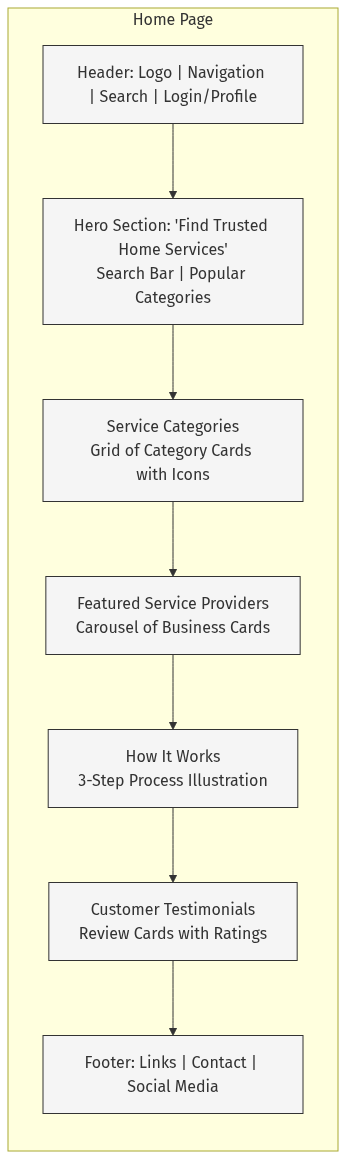 Home Page
Header: Logo | Navigation
| Search | Login/Profile
Hero Section: 'Find Trusted
Home Services'
Search Bar | Popular
Categories
Service Categories
Grid of Category Cards
with Icons
Featured Service Providers
Carousel of Business Cards
How It Works
3-Step Process Illustration
Customer Testimonials
Review Cards with Ratings
Footer: Links | Contact |
Social Media